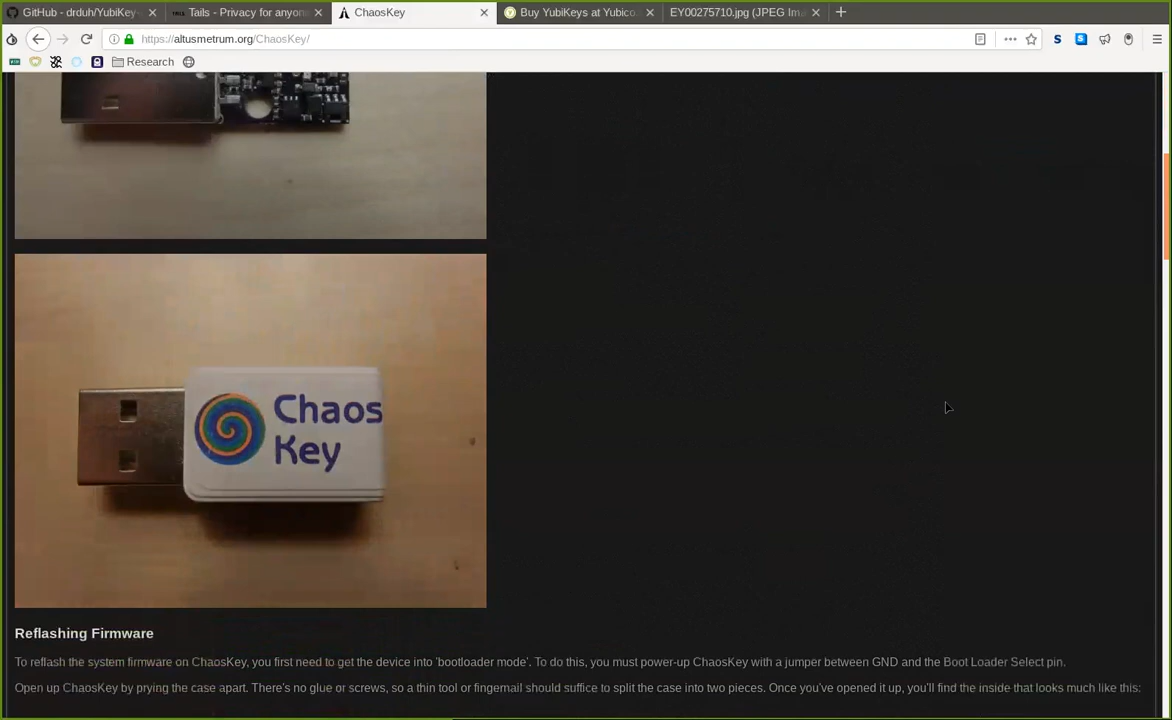 GitHub - drduh/YubiKey-
Tails - Privacy for anyone
ChaosKey
Buy YubiKeys at Yubico.
EY00275710.jpg (JPEG Ima
https://altusmetrum.org/ChaosKey/
Research
Chaos
Key
Reflashing Firmware
To reflash the system firmware on ChaosKey, you first need to get the device into 'bootloader mode'. To do this, you must power-up ChaosKey with a jumper between GND and the Boot Loader Select pin.
Open up ChaosKey by prying the case apart. There's no glue or screws, so a thin tool or fingernail should suffice to split the case into two pieces. Once you've opened it up, you'll find the inside that looks much like this: